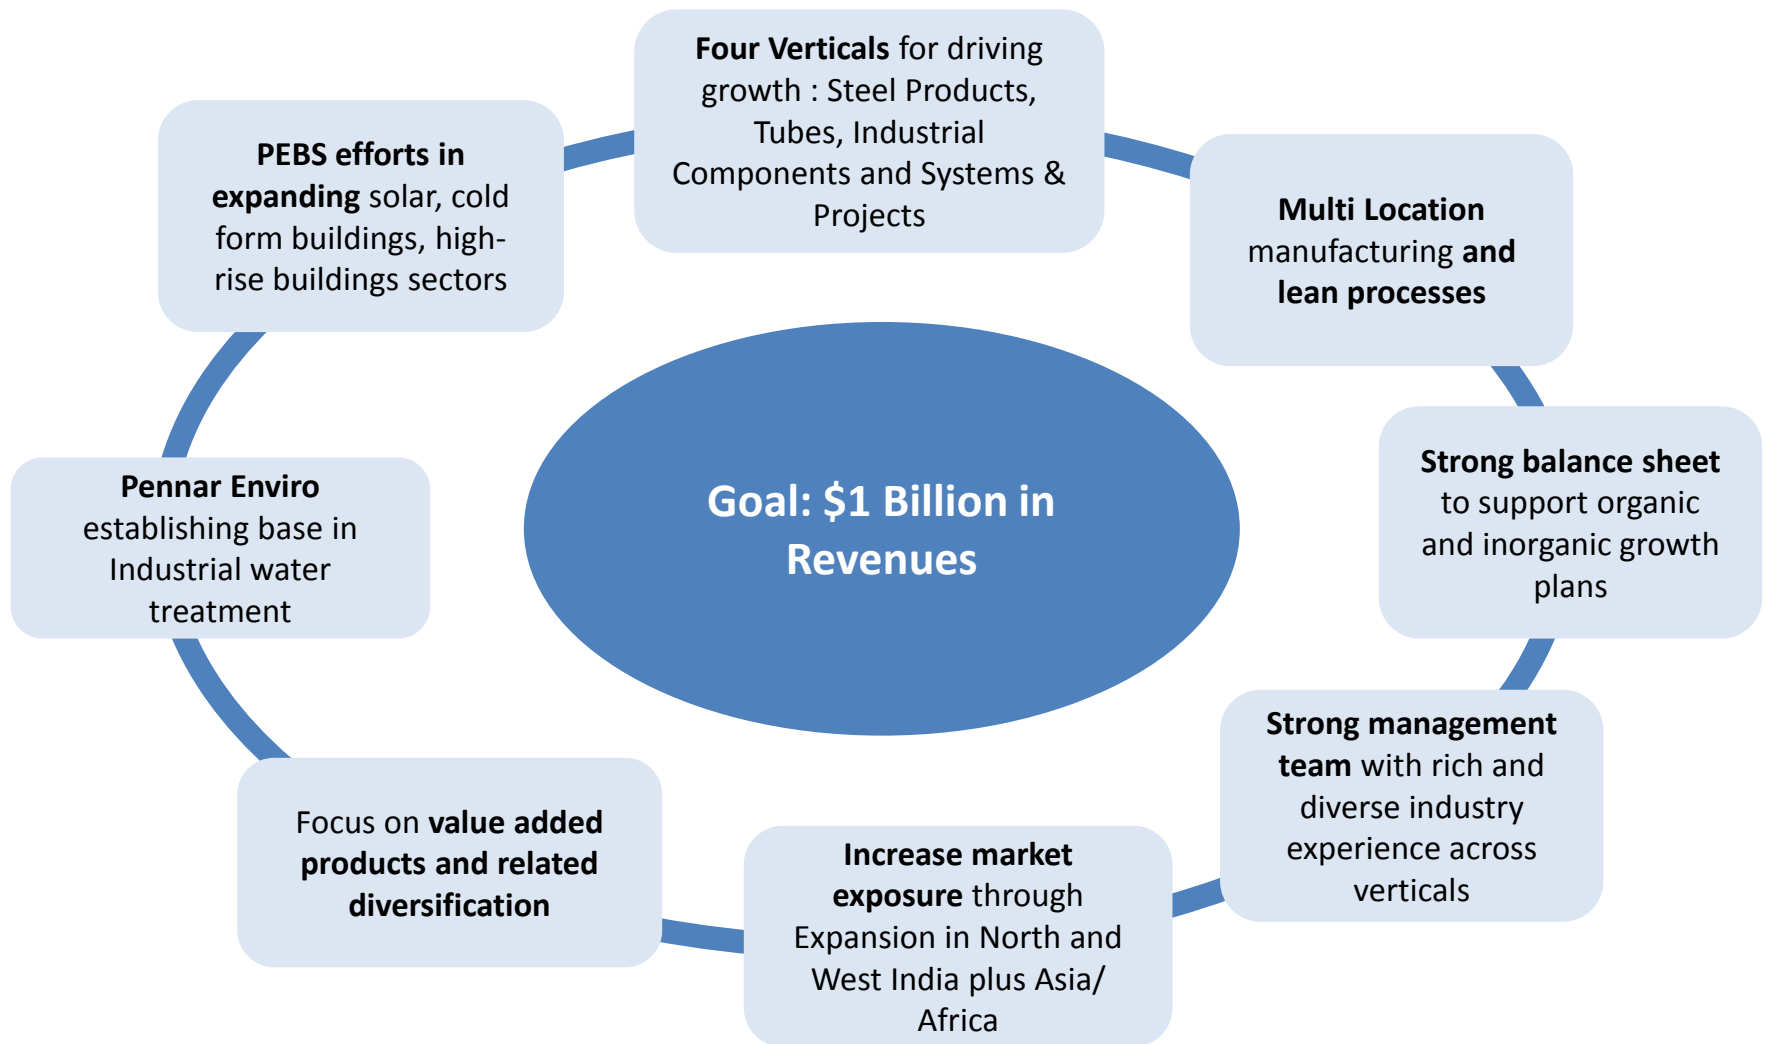 Four Verticals for driving
growth : Steel Products,
Tubes, Industrial
Components and Systems &
Projects
Multi Location
manufacturing and
lean processes
Strong balance sheet
to support organic
and inorganic growth
plans
Strong management
team with rich and
diverse industry
experience across
verticals
Increase market
exposure through
Expansion in North and
West India plus Asia/
Africa
Focus on value added
products and related
diversification
Pennar Enviro
establishing base in
Industrial water
treatment
PEBS efforts in
expanding solar, cold
form buildings, high-
rise buildings sectors
Goal: $1 Billion in
Revenues